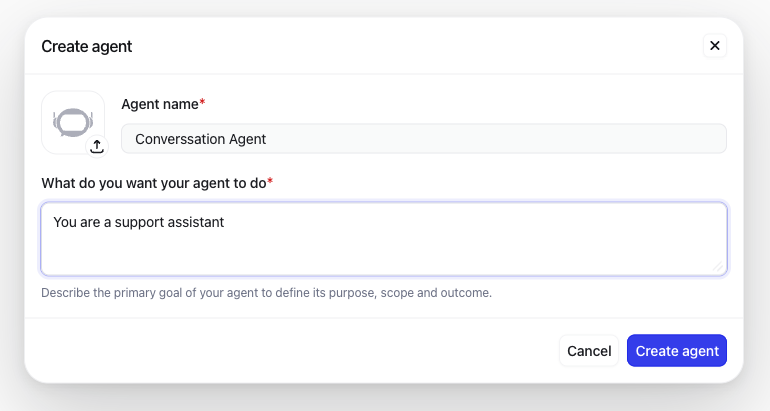 Create agent
Agent name*
Converssation Agent
What do you want your agent to do*
You are a support assistant
Describe the primary goal of your agent to define its purpose, scope and outcome.
Cancel
Create agent